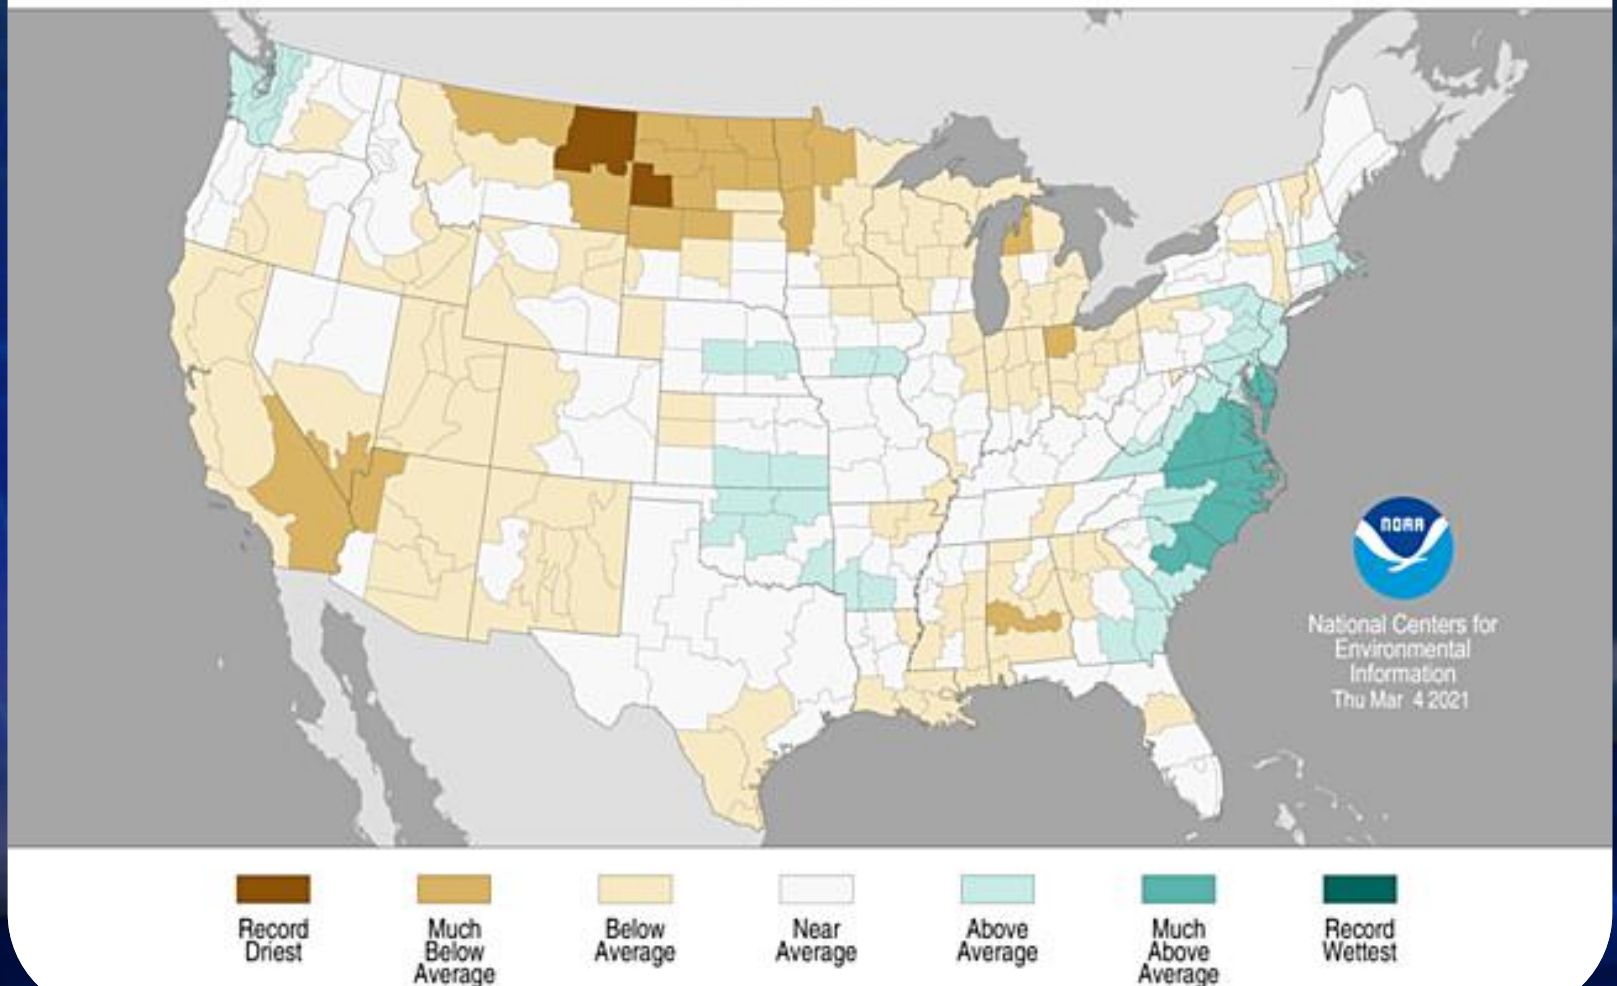 NOAA
National Centers for
Environmental
Information
Thu Mar 4 2021
Record
Driest
Much
Below
Average
Below
Average
Near
Average
Above
Average
Much
Above
Average
Record
Wettest